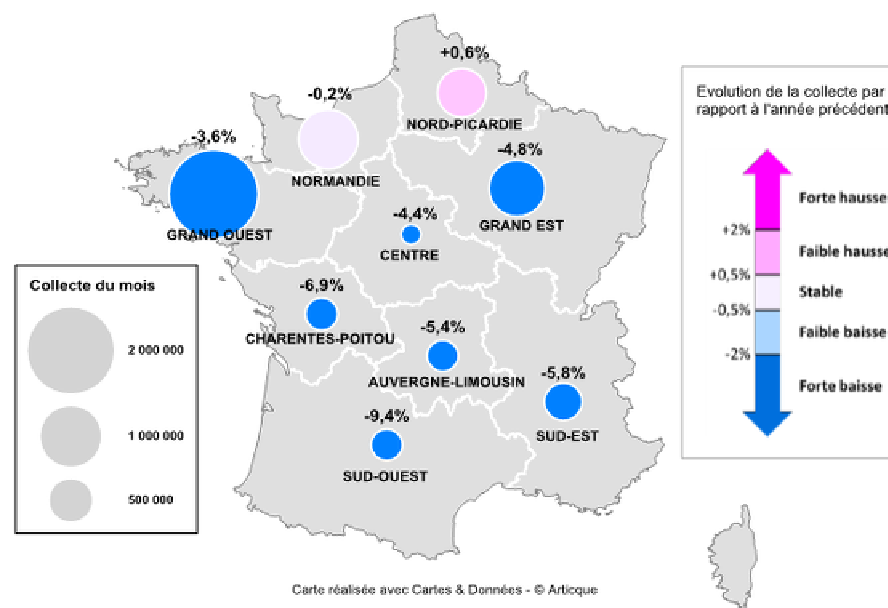 +0,6%
-0,2%
NORD-PICARDIE
-3,6%
-4,8%
NORMANDIE
GRAND EST
GRAND OUEST
-4,4%
CENTRE
-6,9%
CHARENTES-POITOU
-5,4%
AUVERGNE-LIMOUSIN
-5,8%
SUD-EST
-9,4%
SUD-OUEST
Collecte du mois
2 000 000
1 000 000
500 000
Evolution de la collecte par
rapport à l'année précédent
Forte hausse
+2%
Faible hausse
+0,5%
Stable
-0,5%
Faible baisse
-2%
Forte baisse
Carte réalisée avec Cartes & Données - © Articque